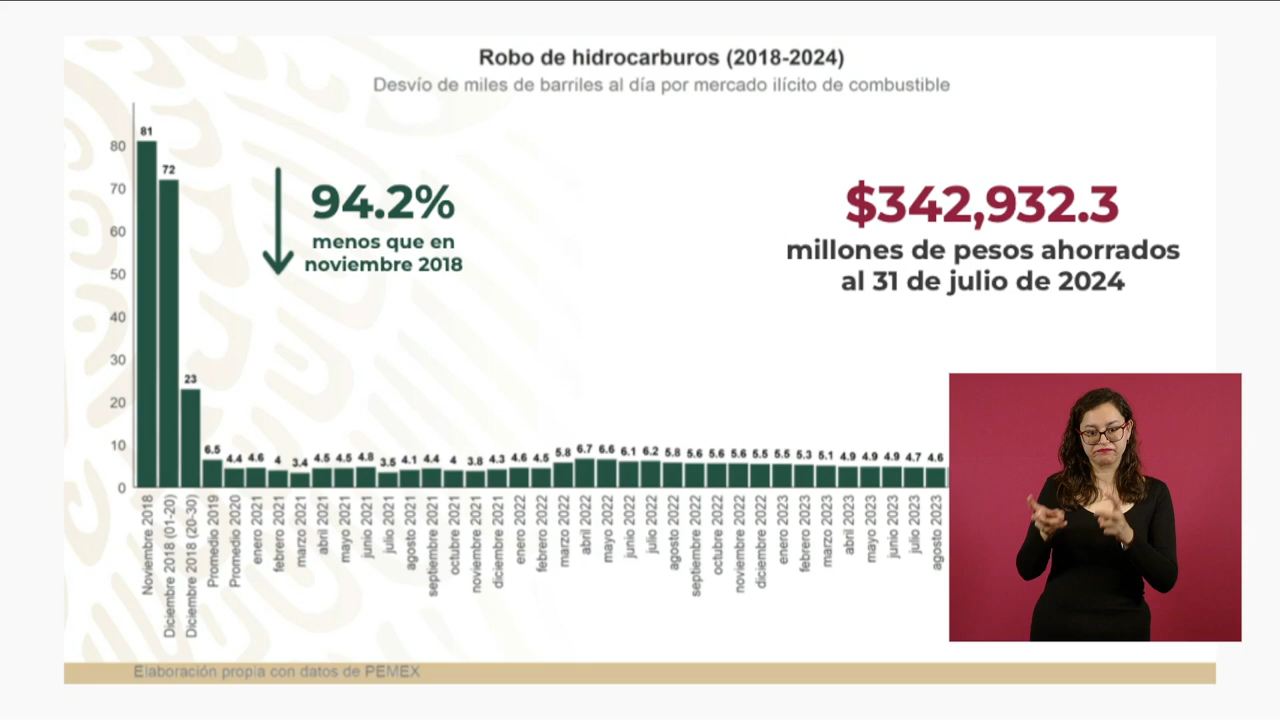 Robo de hidrocarburos (2018-2024)
Desvío de miles de barriles al día por mercado ilícito de combustible
94.2%
menos que en
noviembre 2018
$342,932.3
millones de pesos ahorrados
al 31 de julio de 2024
80
70
60
50
40
30
20
10
0
81
72
23
6.5
4.4
4.6
4
3.4
4.5
4.5
4.8
3.5
4.1
4.4
4
3.8
4.3
4.6
4.5
5.8
6.7
6.6
6.1
6.2
5.8
5.6
5.6
5.6
5.5
5.5
5.3
5.1
4.9
4.9
4.9
4.7
4.6
Noviembre 2018
Diciembre 2018 (01-20)
Diciembre 2018 (20-30)
Promedio 2019
Promedio 2020
enero 2021
febrero 2021
marzo 2021
abril 2021
mayo 2021
junio 2021
julio 2021
agosto 2021
septiembre 2021
octubre 2021
noviembre 2021
diciembre 2021
enero 2022
febrero 2022
marzo 2022
abril 2022
mayo 2022
junio 2022
julio 2022
agosto 2022
septiembre 2022
octubre 2022
noviembre 2022
diciembre 2022
enero 2023
febrero 2023
marzo 2023
abril 2023
mayo 2023
junio 2023
julio 2023
agosto 2023
Elaboración propia con datos de PEMEX